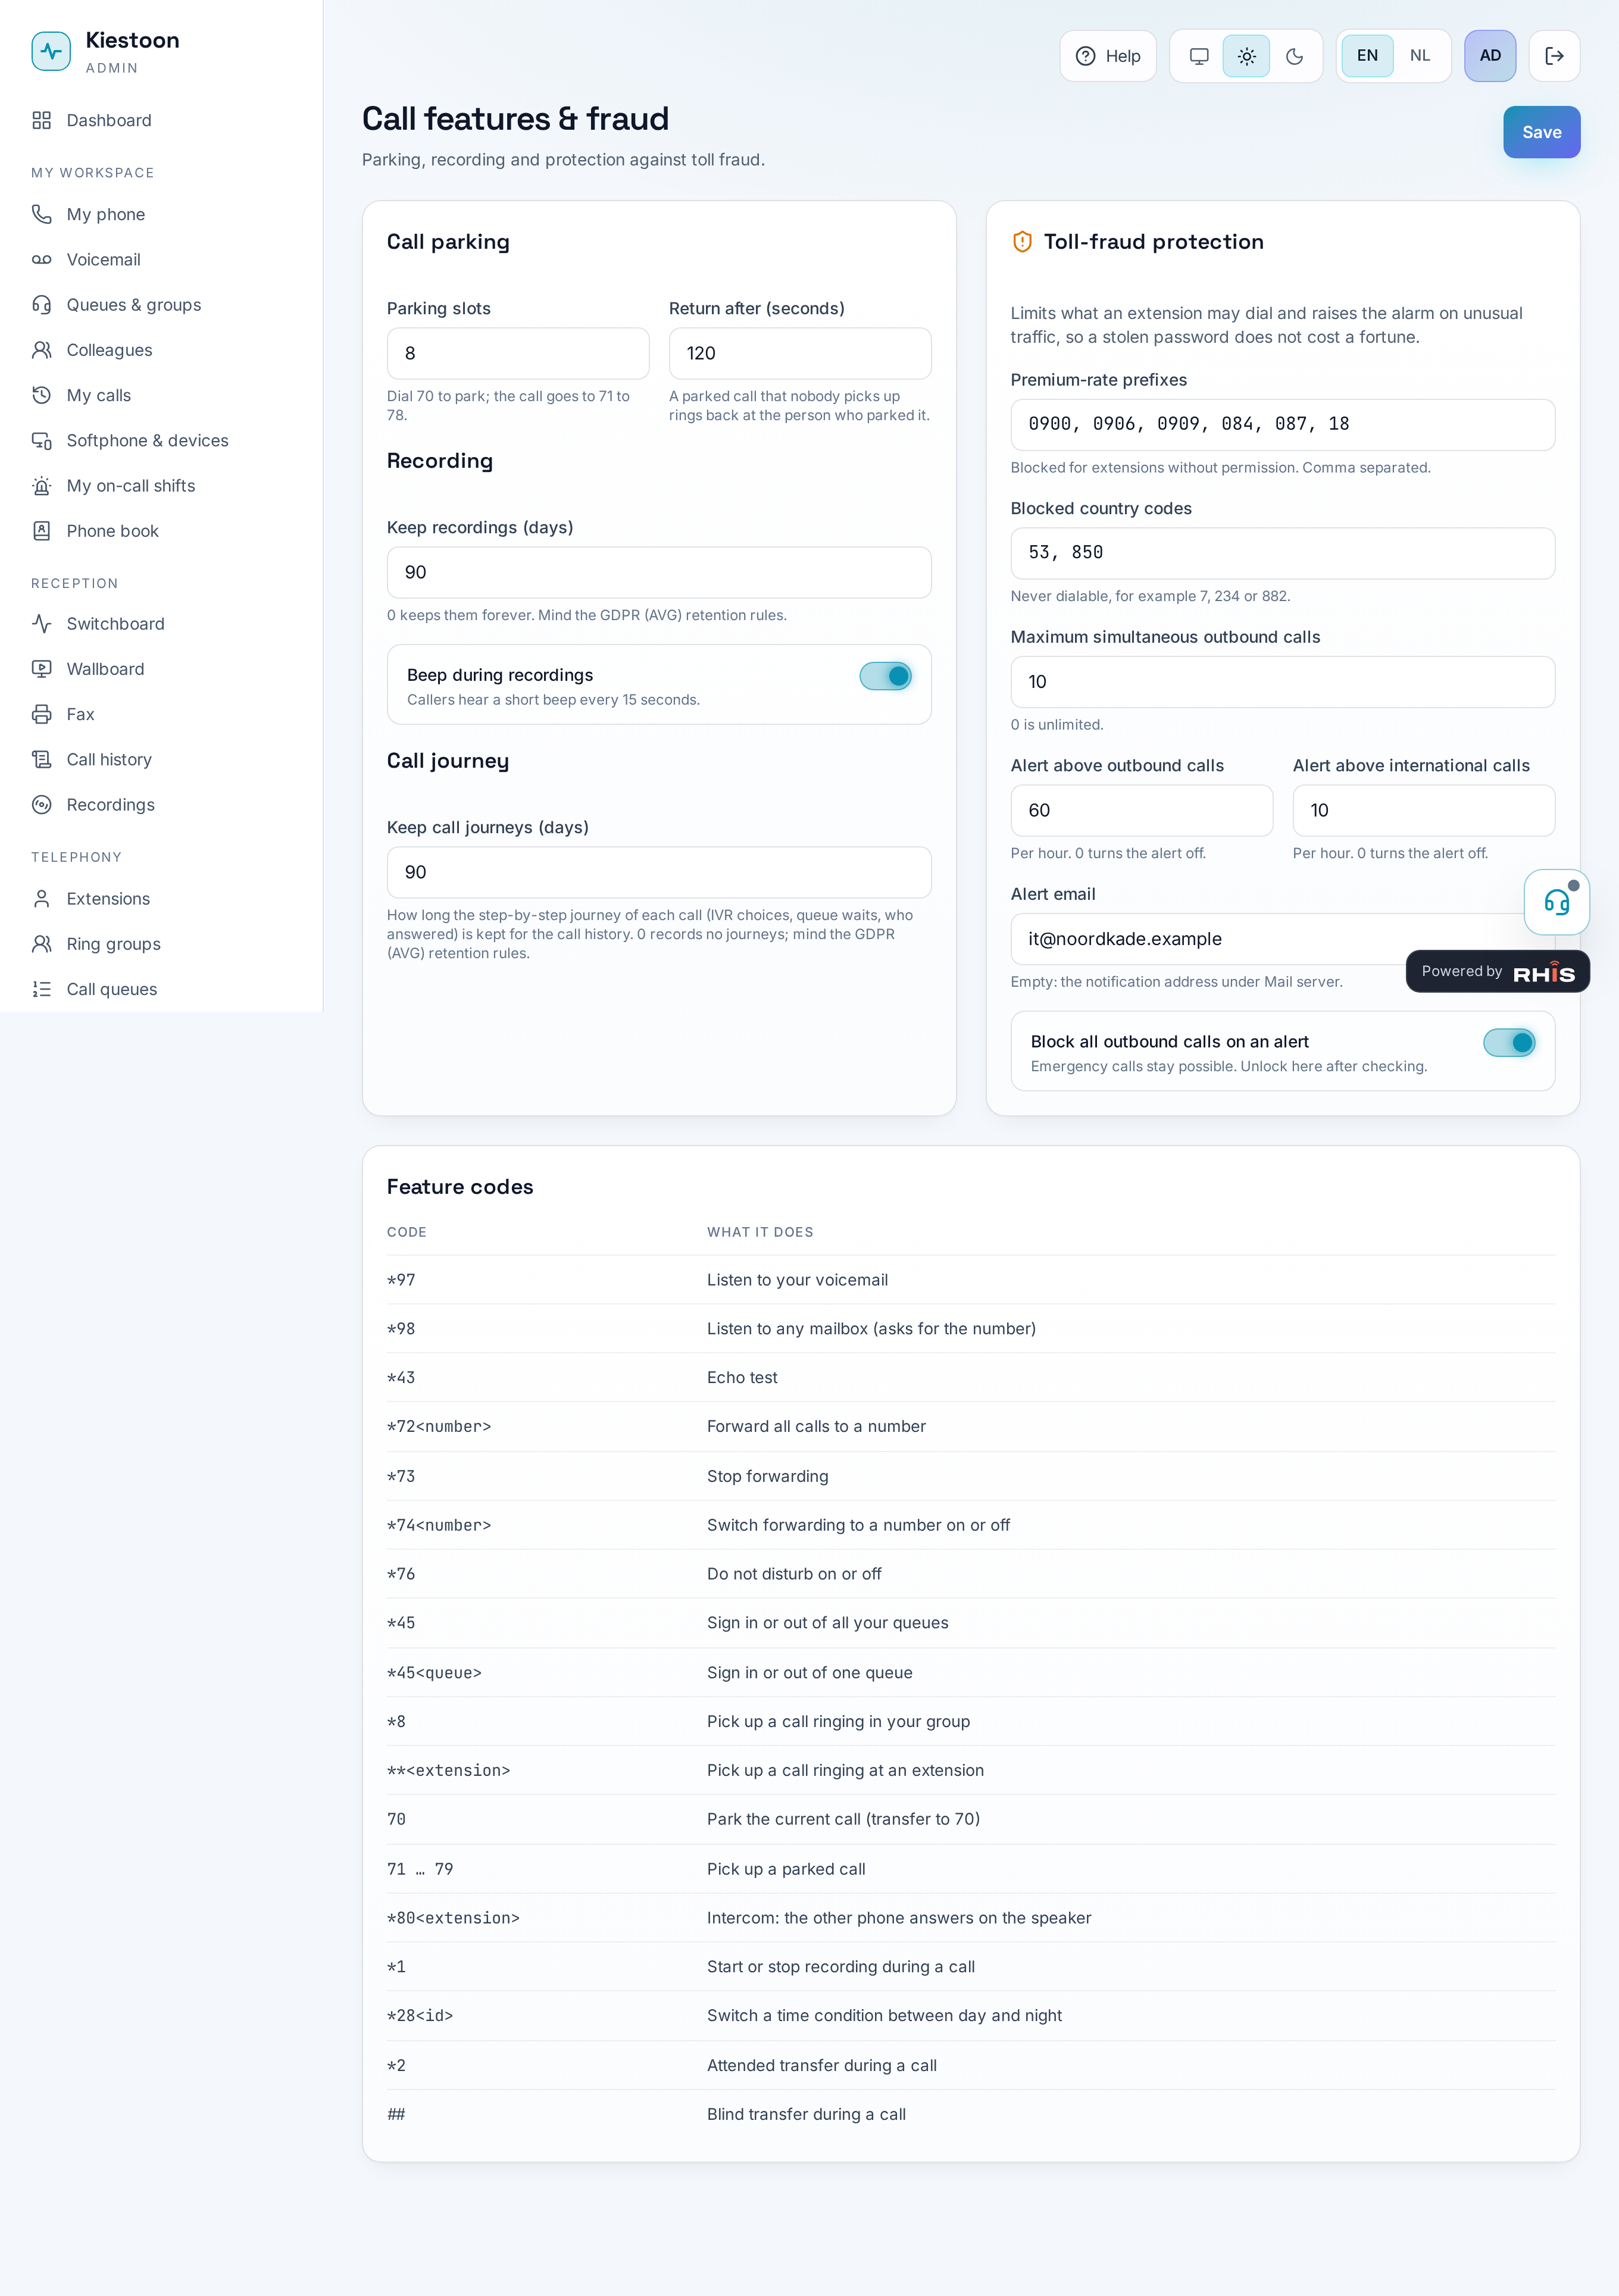 Kiestoon
ADMIN
Dashboard
MY WORKSPACE
My phone
Voicemail
Queues & groups
Colleagues
My calls
Softphone & devices
My on-call shifts
Phone book
RECEPTION
Switchboard
Wallboard
Fax
Call history
Recordings
TELEPHONY
Extensions
Ring groups
Call queues
Help
EN
NL
AD
Call features & fraud
Parking, recording and protection against toll fraud.
Save
Call parking
Parking slots
8
Dial 70 to park; the call goes to 71 to
78.
Return after (seconds)
120
A parked call that nobody picks up
rings back at the person who parked it.
Recording
Keep recordings (days)
90
0 keeps them forever. Mind the GDPR (AVG) retention rules.
Beep during recordings
Callers hear a short beep every 15 seconds.
Call journey
Keep call journeys (days)
90
How long the step-by-step journey of each call (IVR choices, queue waits, who
answered) is kept for the call history. 0 records no journeys; mind the GDPR
(AVG) retention rules.
Toll-fraud protection
Limits what an extension may dial and raises the alarm on unusual
traffic, so a stolen password does not cost a fortune.
Premium-rate prefixes
0900, 0906, 0909, 084, 087, 18
Blocked for extensions without permission. Comma separated.
Blocked country codes
53, 850
Never dialable, for example 7, 234 or 882.
Maximum simultaneous outbound calls
10
0 is unlimited.
Alert above outbound calls
60
Per hour. 0 turns the alert off.
Alert above international calls
10
Per hour. 0 turns the alert off.
Alert email
it@noordkade.example
Empty: the notification address under Mail server.
Powered by RHIS
Block all outbound calls on an alert
Emergency calls stay possible. Unlock here after checking.
Feature codes
CODE WHAT IT DOES
*97 Listen to your voicemail
*98 Listen to any mailbox (asks for the number)
*43 Echo test
*72<number> Forward all calls to a number
*73 Stop forwarding
*74<number> Switch forwarding to a number on or off
*76 Do not disturb on or off
*45 Sign in or out of all your queues
*45<queue> Sign in or out of one queue
*8 Pick up a call ringing in your group
**<extension> Pick up a call ringing at an extension
70 Park the current call (transfer to 70)
71 … 79 Pick up a parked call
*80<extension> Intercom: the other phone answers on the speaker
*1 Start or stop recording during a call
*28<id> Switch a time condition between day and night
*2 Attended transfer during a call
## Blind transfer during a call